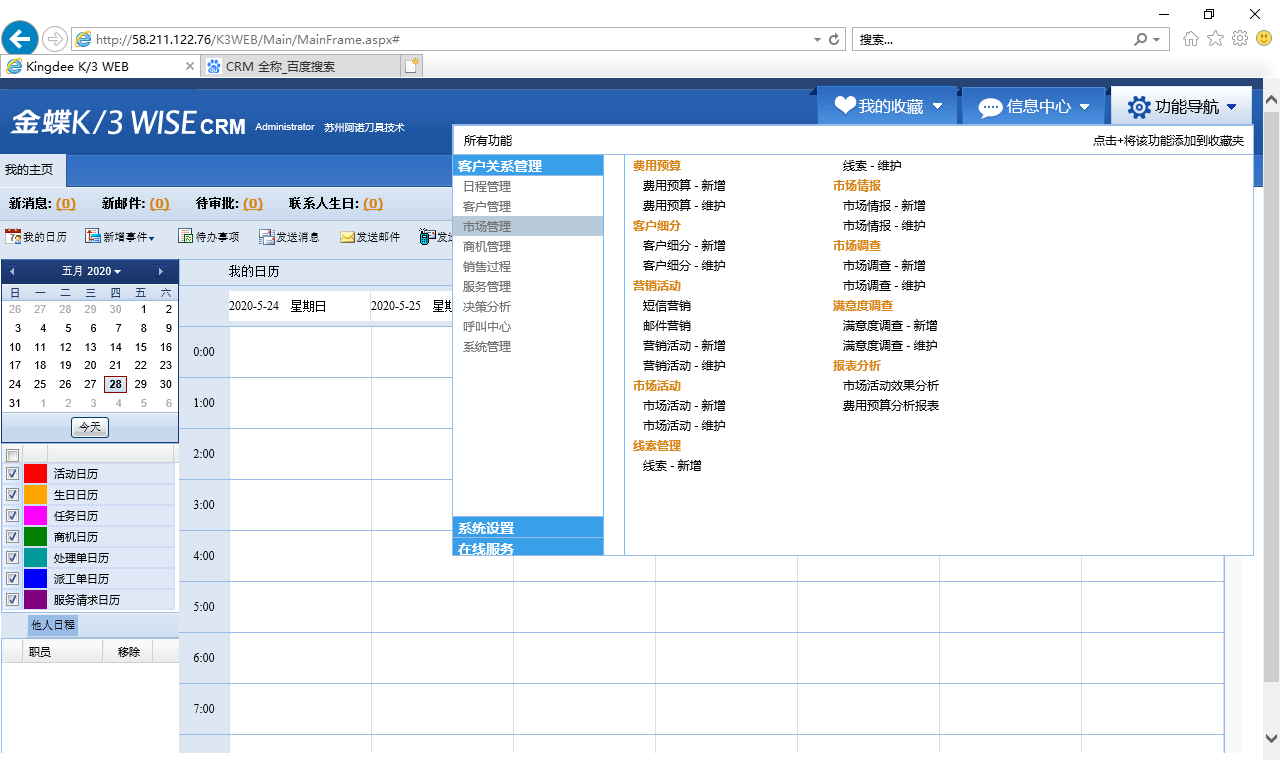 http://58.211.122.76/K3WEB/Main/MainFrame.aspx#
搜索...
Kingdee K/3 WEB
CRM 全称_百度搜索
金蝶K/3 WISE CRM Administrator 苏州阿诺刀具技术
我的收藏 信息中心 功能导航
所有功能 点击+将该功能添加到收藏夹
我的主页
新消息: (0) 新邮件: (0) 待审批: (0) 联系人生日: (0)
我的日历 新增事件 待办事项 发送消息 发送邮件 发送
五月 2020
日 一 二 三 四 五 六
26 27 28 29 30 1 2
3 4 5 6 7 8 9
10 11 12 13 14 15 16
17 18 19 20 21 22 23
24 25 26 27 28 29 30
31 1 2 3 4 5 6
今天
活动日历
生日日历
任务日历
商机日历
处理单日历
派工单日历
服务请求日历
他人日程
职员 移除
我的日历
2020-5-24 星期日 2020-5-25 星期
0:00
1:00
2:00
3:00
4:00
5:00
6:00
7:00
客户关系管理
日程管理
客户管理
市场管理
商机管理
销售过程
服务管理
决策分析
呼叫中心
系统管理
系统设置
在线服务
费用预算
费用预算 - 新增
费用预算 - 维护
客户细分
客户细分 - 新增
客户细分 - 维护
营销活动
短信营销
邮件营销
营销活动 - 新增
营销活动 - 维护
市场活动
市场活动 - 新增
市场活动 - 维护
线索管理
线索 - 新增
线索 - 维护
市场情报
市场情报 - 新增
市场情报 - 维护
市场调查
市场调查 - 新增
市场调查 - 维护
满意度调查
满意度调查 - 新增
满意度调查 - 维护
报表分析
市场活动效果分析
费用预算分析报表